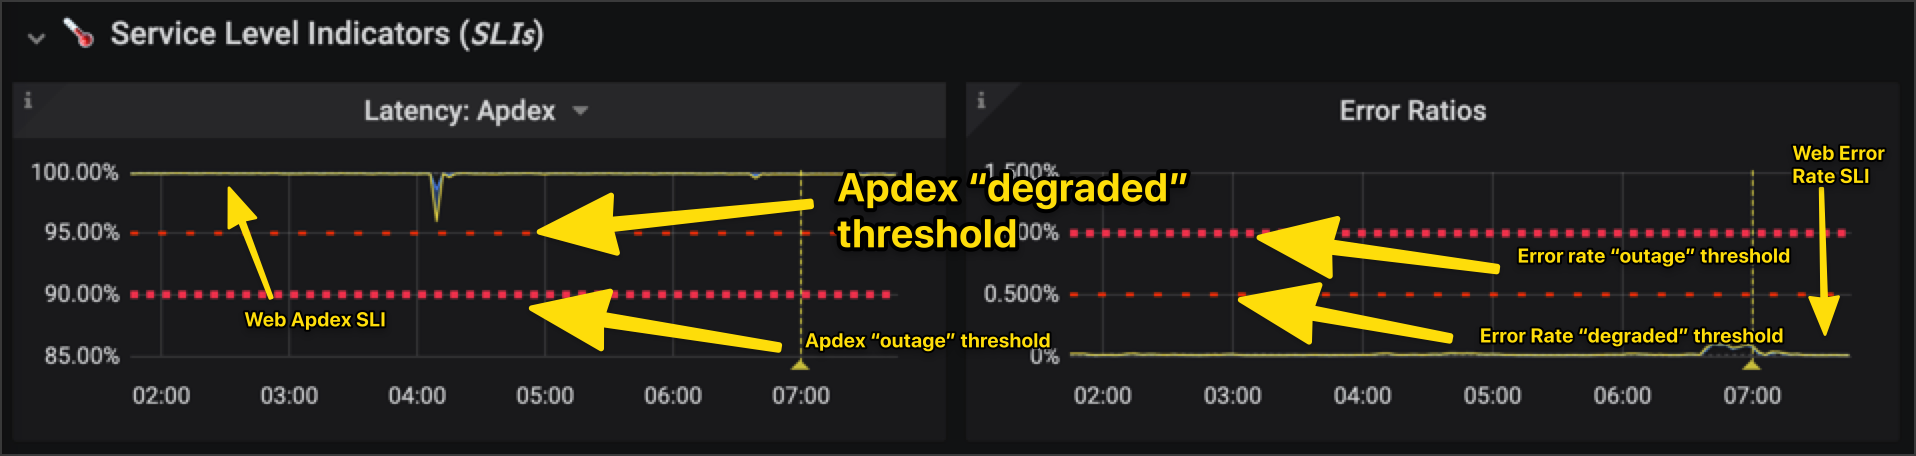 Service Level Indicators (SLIs)
i
Latency: Apdex
100.00%
95.00%
90.00%
85.00%
02:00
03:00
04:00
05:00
06:00
07:00
Web Apdex SLI
Apdex “degraded”
threshold
Apdex “outage” threshold
i
Error Ratios
1.500%
00%
0.500%
0%
02:00
03:00
04:00
05:00
06:00
07:00
Web Error
Rate SLI
Error rate “outage” threshold
Error Rate “degraded” threshold